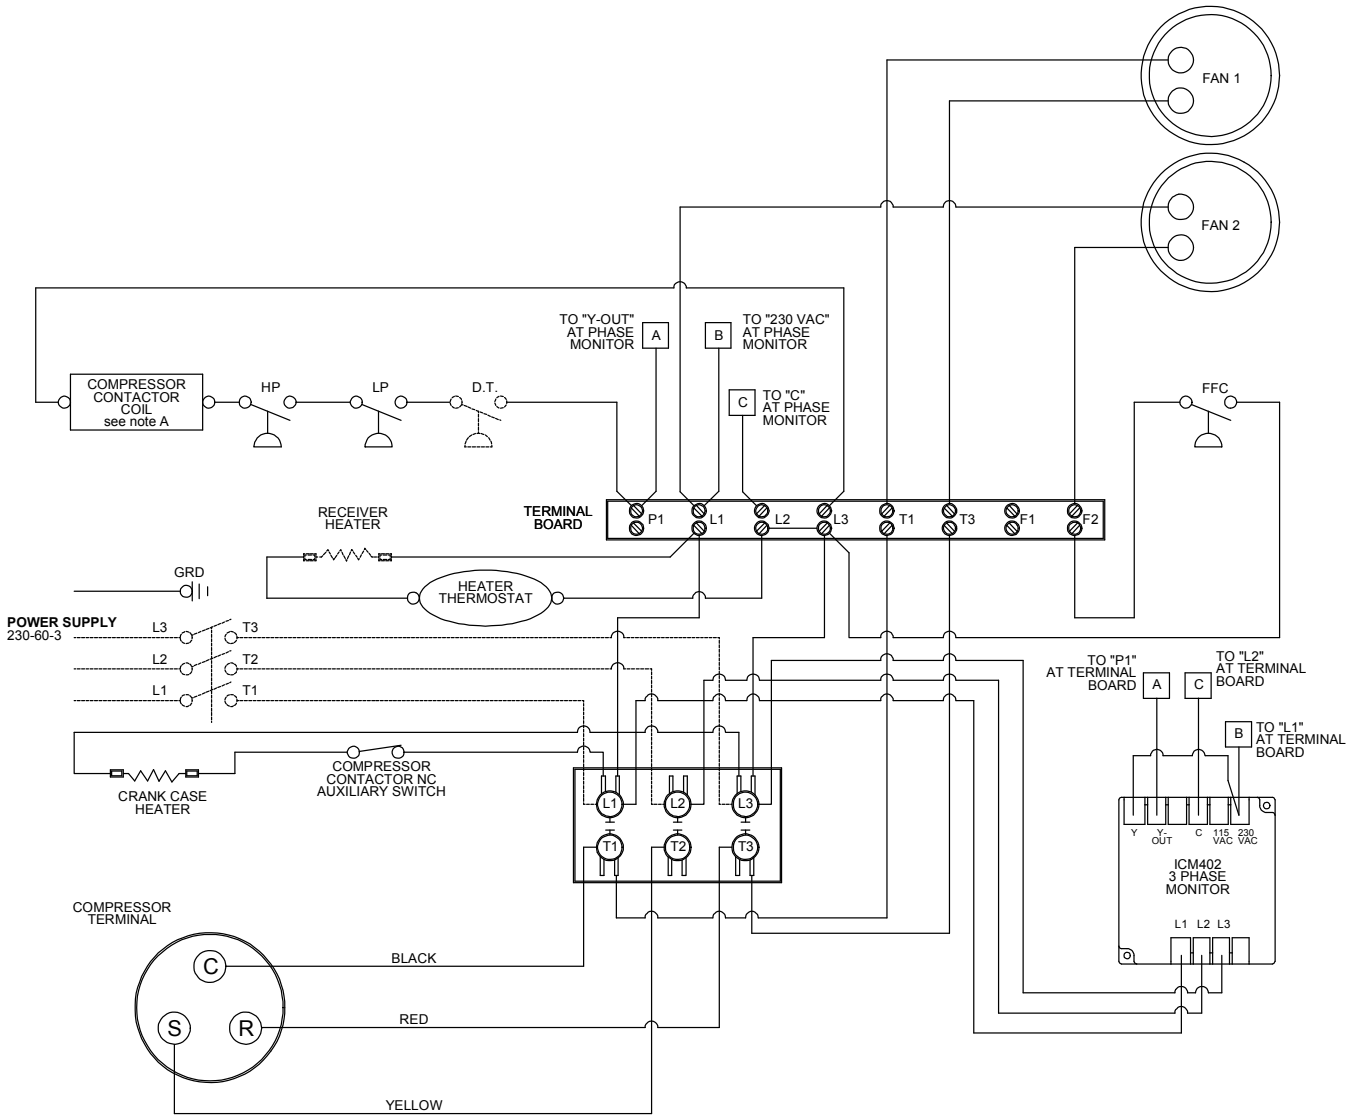 FAN 1
FAN 2
TO "Y-OUT"
AT PHASE
MONITOR
A
B
TO "230 VAC"
AT PHASE
MONITOR
C
TO "C"
AT PHASE
MONITOR
COMPRESSOR
CONTACTOR
COIL
see note A
HP
LP
D.T.
FFC
TERMINAL
BOARD
P1
L1
L2
L3
T1
T3
F1
F2
RECEIVER
HEATER
HEATER
THERMOSTAT
GRD
POWER SUPPLY
230-60-3
L3
T3
L2
T2
L1
T1
TO "P1"
AT TERMINAL
BOARD
A
C
TO "L2"
AT TERMINAL
BOARD
B
TO "L1"
AT TERMINAL
BOARD
CRANK CASE
HEATER
COMPRESSOR
CONTACTOR NC
AUXILIARY SWITCH
L1
L2
L3
T1
T2
T3
Y
Y-
OUT
C
115
VAC
230
VAC
ICM402
3 PHASE
MONITOR
L1
L2
L3
COMPRESSOR
TERMINAL
C
S
R
BLACK
RED
YELLOW